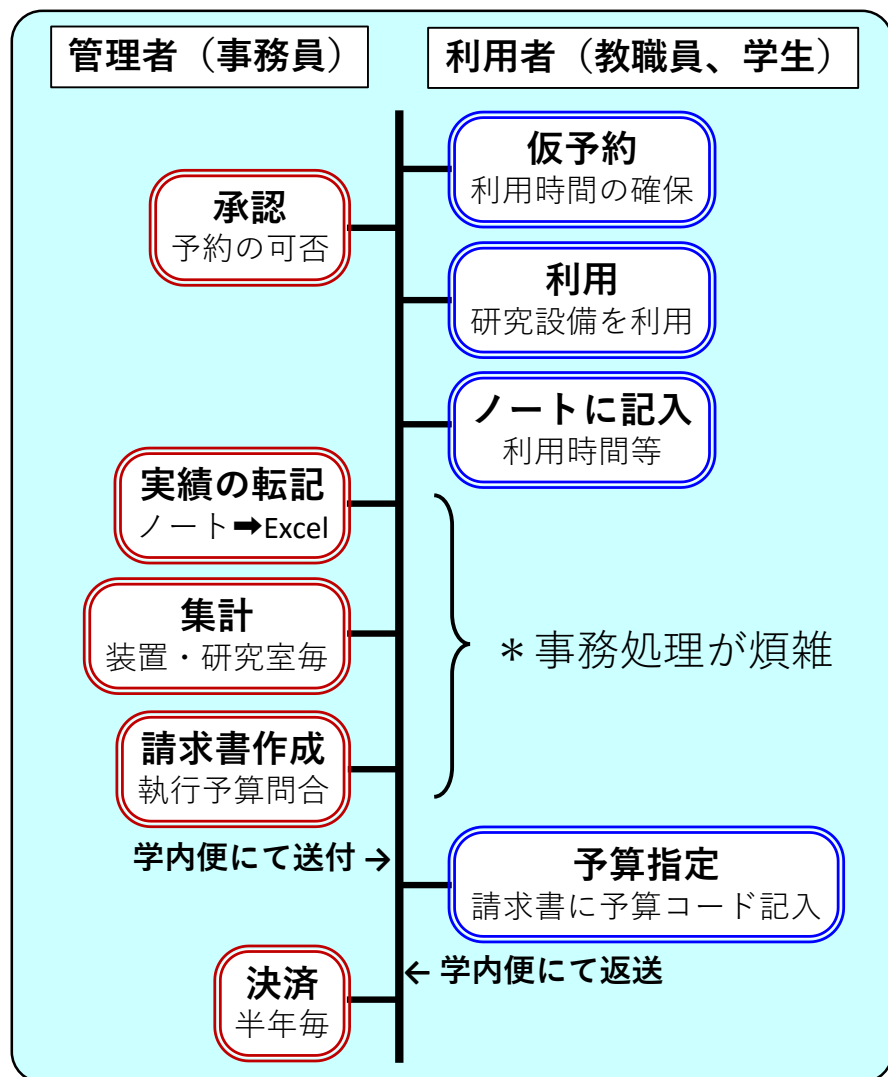 管理者（事務員）
利用者（教職員、学生）
仮予約
利用時間の確保
承認
予約の可否
利用
研究設備を利用
ノートに記入
利用時間等
実績の転記
ノート➡Excel
集計
装置・研究室毎
＊事務処理が煩雑
請求書作成
執行予算問合
学内便にて送付 →
予算指定
請求書に予算コード記入
← 学内便にて返送
決済
半年毎